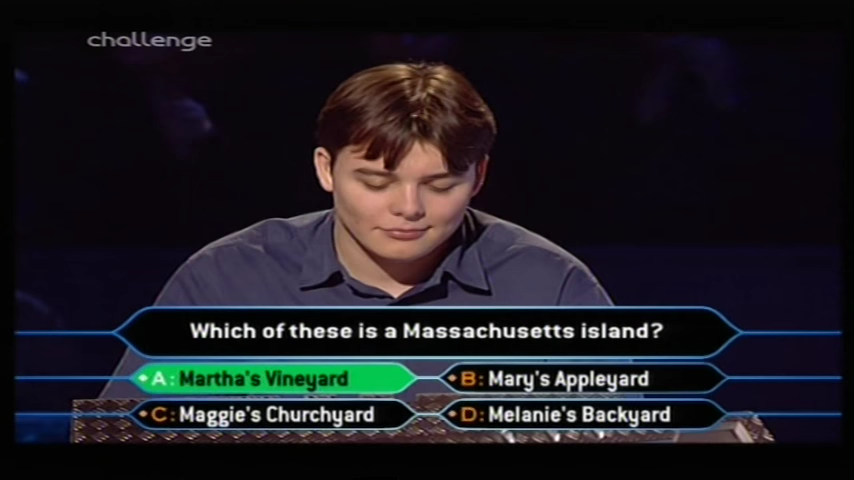 challenge
Which of these is a Massachusetts island?
A: Martha's Vineyard
B: Mary's Appleyard
C: Maggie's Churchyard
D: Melanie's Backyard